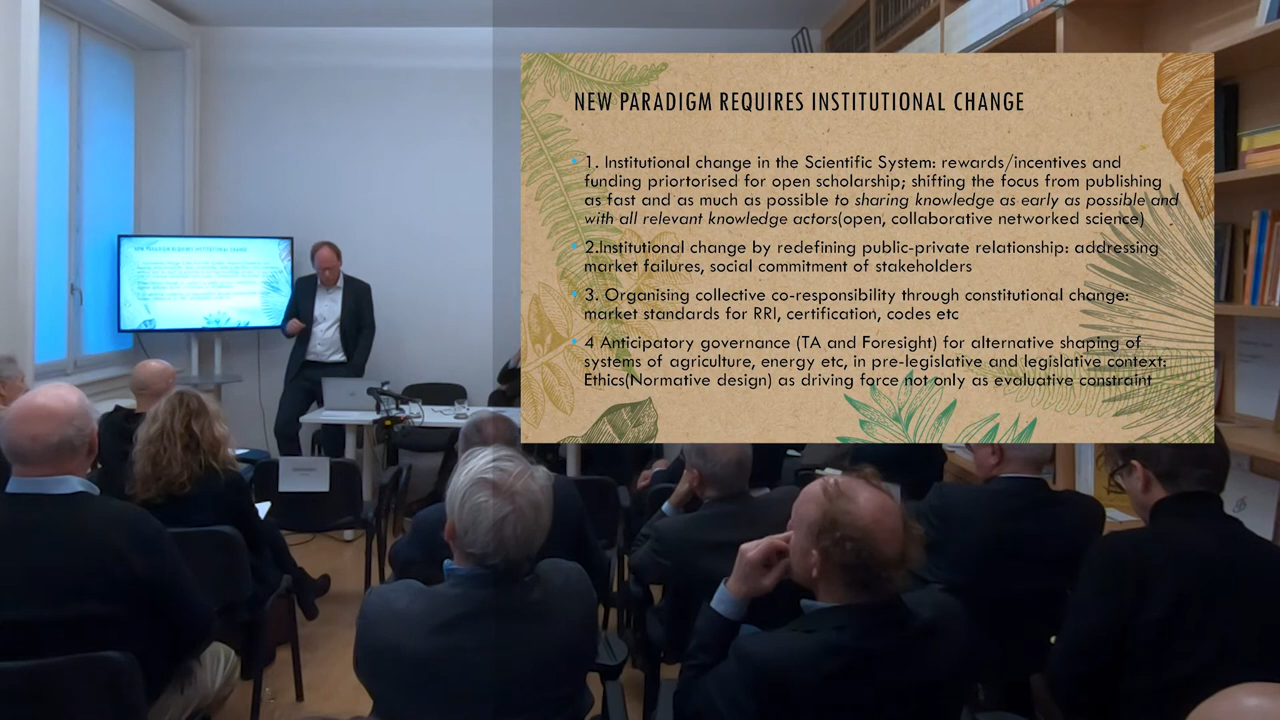 NEW PARADIGM REQUIRES INSTITUTIONAL CHANGE
1. Institutional change in the Scientific System: rewards/incentives and
funding priortorised for open scholarship; shifting the focus from publishing
as fast and as much as possible to sharing knowledge as early as possible and
with all relevant knowledge actors(open, collaborative networked science)
2.Institutional change by redefining public-private relationship: addressing
market failures, social commitment of stakeholders
3. Organising collective co-responsibility through constitutional change:
market standards for RRI, certification, codes etc
4 Anticipatory governance (TA and Foresight) for alternative shaping of
systems of agriculture, energy etc, in pre-legislative and legislative context:
Ethics(Normative design) as driving force not only as evaluative constraint